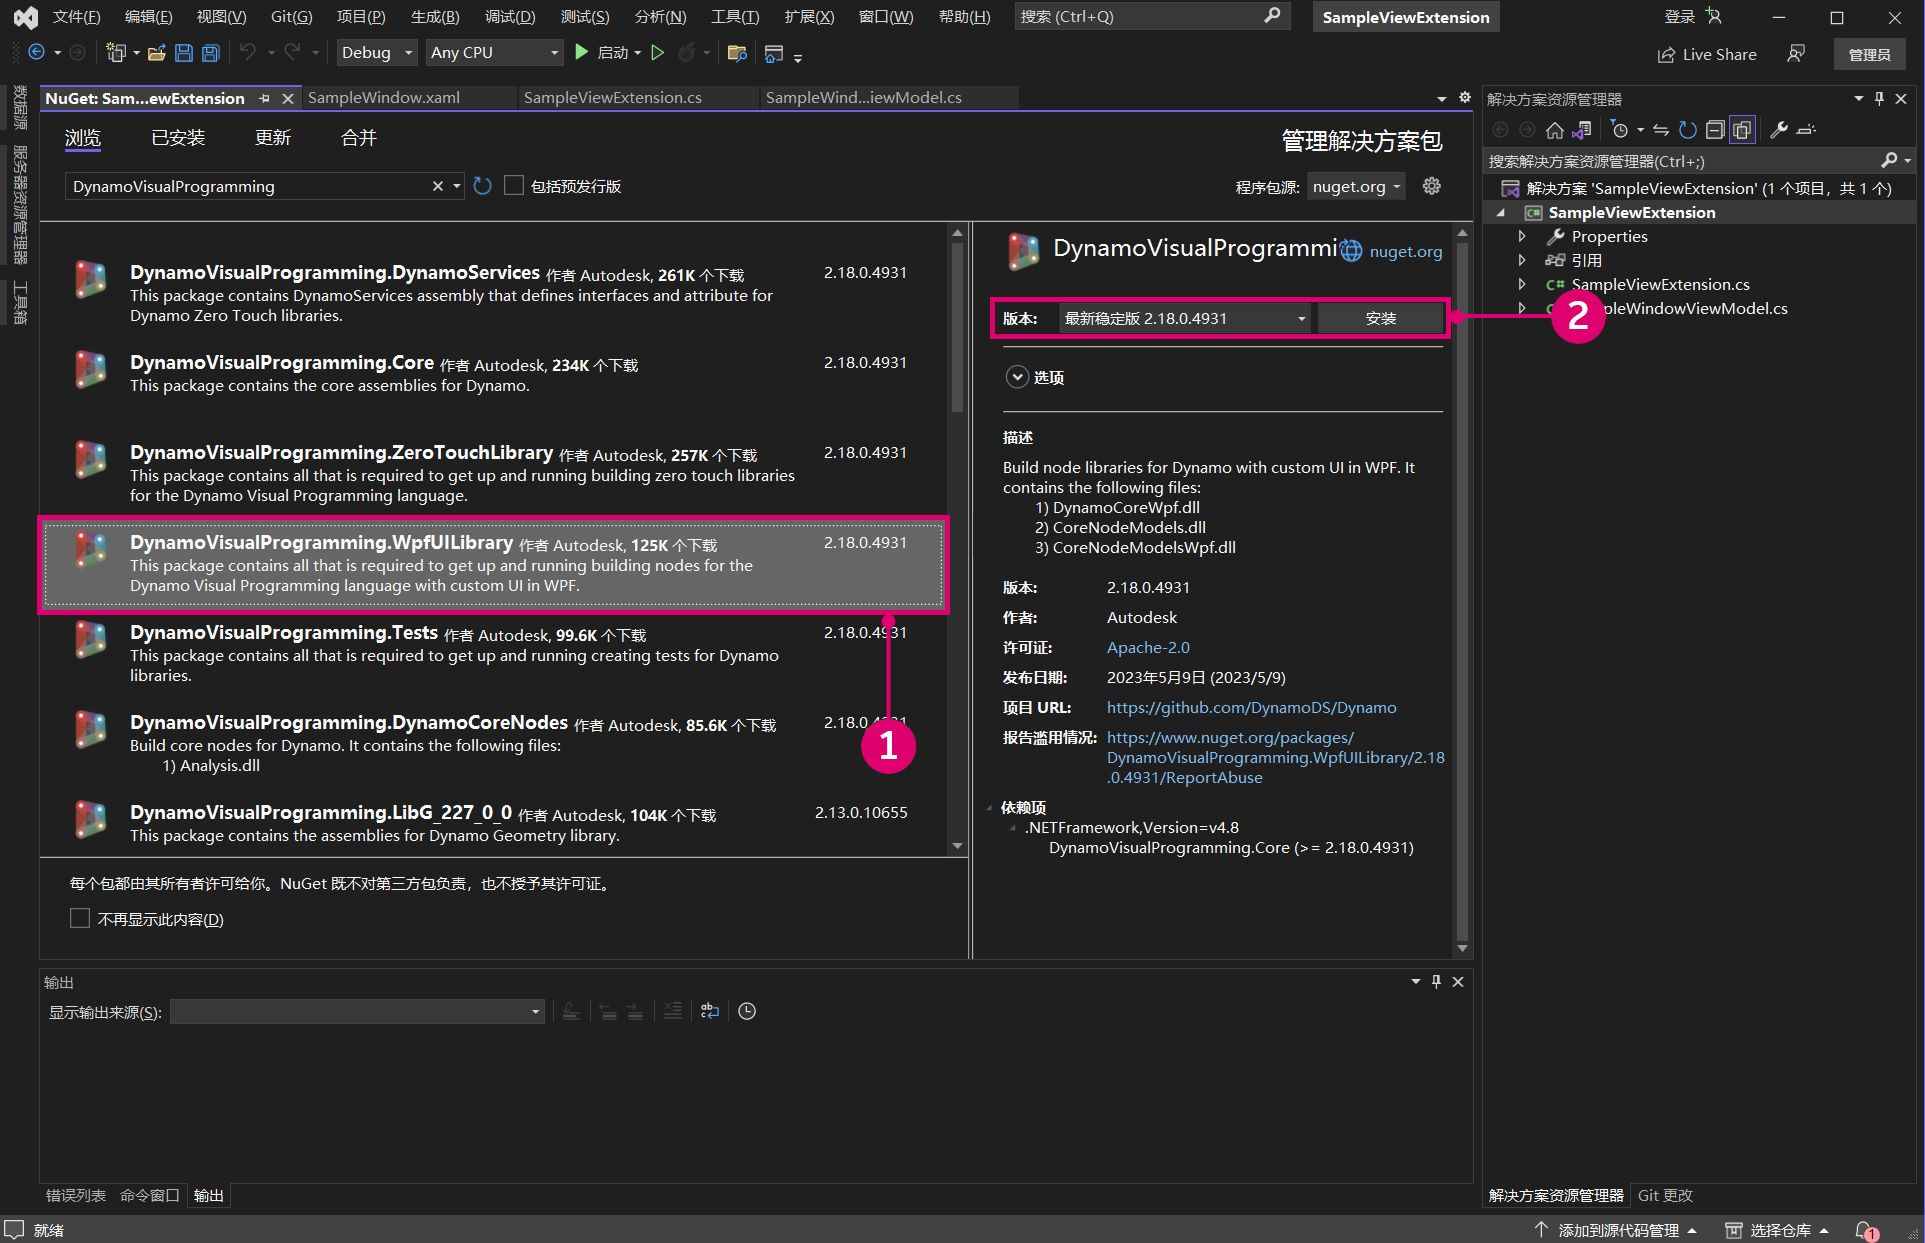 文件(F) 编辑(E) 视图(V) Git(G) 项目(P) 生成(B) 调试(D) 测试(S) 分析(N) 工具(T) 扩展(X) 窗口(W) 帮助(H) 搜索 (Ctrl+Q) SampleViewExtension 登录
Debug Any CPU 启动 Live Share 管理员
数据源
服务器资源管理器
工具箱
NuGet: Sam...ewExtension SampleWindow.xaml SampleViewExtension.cs SampleWind...iewModel.cs
浏览 已安装 更新 合并 管理解决方案包
DynamoVisualProgramming 包括预发行版 程序包源: nuget.org
DynamoVisualProgramming.DynamoServices 作者 Autodesk, 261K 个下载 2.18.0.4931
This package contains DynamoServices assembly that defines interfaces and attribute for
Dynamo Zero Touch libraries.
DynamoVisualProgramming.Core 作者 Autodesk, 234K 个下载 2.18.0.4931
This package contains the core assemblies for Dynamo.
DynamoVisualProgramming.ZeroTouchLibrary 作者 Autodesk, 257K 个下载 2.18.0.4931
This package contains all that is required to get up and running building zero touch libraries
for the Dynamo Visual Programming language.
DynamoVisualProgramming.WpfUILibrary 作者 Autodesk, 125K 个下载 2.18.0.4931
This package contains all that is required to get up and running building nodes for the
Dynamo Visual Programming language with custom UI in WPF.
DynamoVisualProgramming.Tests 作者 Autodesk, 99.6K 个下载 2.18.0.4931
This package contains all that is required to get up and running creating tests for Dynamo
libraries.
DynamoVisualProgramming.DynamoCoreNodes 作者 Autodesk, 85.6K 个下载 2.18.0.4931
Build core nodes for Dynamo. It contains the following files:
1) Analysis.dll
1
DynamoVisualProgramming.LibG_227_0_0 作者 Autodesk, 104K 个下载 2.13.0.10655
This package contains the assemblies for Dynamo Geometry library.
每个包都由其所有者许可给你。NuGet 既不对第三方包负责，也不授予其许可证。
不再显示此内容(D)
DynamoVisualProgrammi nuget.org
版本: 最新稳定版 2.18.0.4931 安装
2
选项
描述
Build node libraries for Dynamo with custom UI in WPF. It
contains the following files:
1) DynamoCoreWpf.dll
2) CoreNodeModels.dll
3) CoreNodeModelsWpf.dll
版本: 2.18.0.4931
作者: Autodesk
许可证: Apache-2.0
发布日期: 2023年5月9日 (2023/5/9)
项目 URL: https://github.com/DynamoDS/Dynamo
报告滥用情况: https://www.nuget.org/packages/
DynamoVisualProgramming.WpfUILibrary/2.18
.0.4931/ReportAbuse
依赖项
.NETFramework,Version=v4.8
DynamoVisualProgramming.Core (>= 2.18.0.4931)
解决方案资源管理器
搜索解决方案资源管理器(Ctrl+;)
解决方案 'SampleViewExtension' (1 个项目，共 1 个)
SampleViewExtension
Properties
引用
C# SampleViewExtension.cs
pleWindowViewModel.cs
输出
显示输出来源(S):
错误列表 命令窗口 输出
解决方案资源管理器 Git 更改
就绪 添加到源代码管理 选择仓库 1